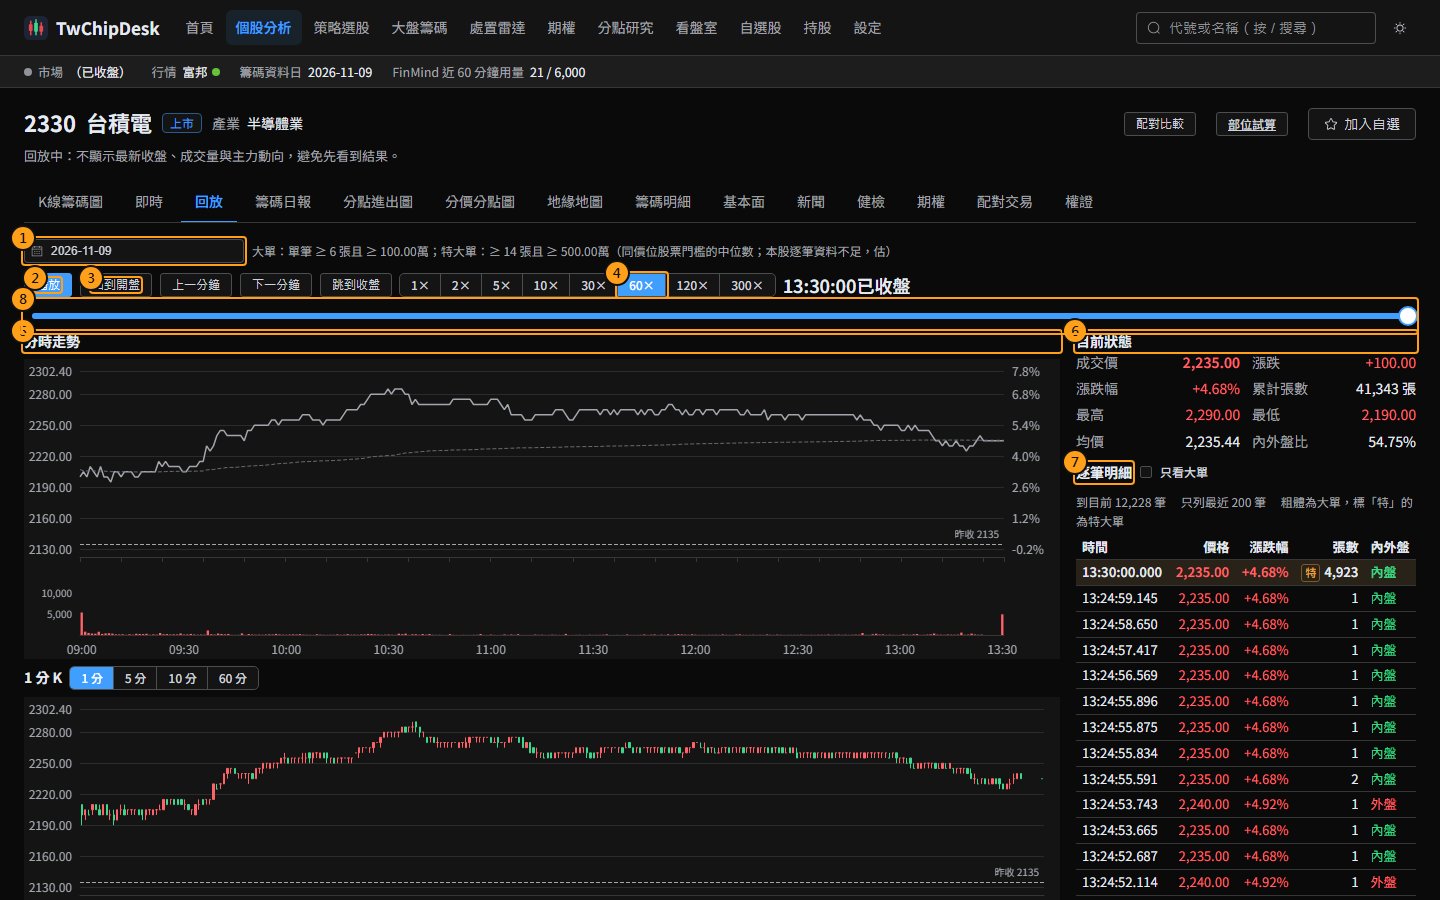 TwChipDesk 首頁 個股分析 策略選股 大盤籌碼 處置雷達 期權 分點研究 看盤室 自選股 持股 設定 代號或名稱（按 / 搜尋）
市場 （已收盤） 行情 富邦 籌碼資料日 2026-11-09 FinMind 近 60 分鐘用量 21 / 6,000
2330 台積電 上市 產業 半導體業 配對比較 部位試算 加入自選
回放中：不顯示最新收盤、成交量與主力動向，避免先看到結果。
K線籌碼圖 即時 回放 籌碼日報 分點進出圖 分價分點圖 地緣地圖 籌碼明細 基本面 新聞 健檢 期權 配對交易 權證
1 2026-11-09 大單：單筆 ≥ 6 張且 ≥ 100.00萬；特大單：≥ 14 張且 ≥ 500.00萬（同價位股票門檻的中位數；本股逐筆資料不足，估）
2 放 3 到開盤 上一分鐘 下一分鐘 跳到收盤 1× 2× 5× 10× 30× 4 60× 120× 300× 13:30:00已收盤
8
5 分時走勢
2302.40 7.8%
2280.00 6.8%
2250.00 5.4%
2220.00 4.0%
2190.00 2.6%
2160.00 1.2%
昨收 2135
2130.00 -0.2%
10,000
5,000
09:00 09:30 10:00 10:30 11:00 11:30 12:00 12:30 13:00 13:30
1 分 K 1 分 5 分 10 分 60 分
2302.40
2280.00
2250.00
2220.00
2190.00
2160.00
昨收 2135
2130.00
6 目前狀態
成交價 2,235.00 漲跌 +100.00
漲跌幅 +4.68% 累計張數 41,343 張
最高 2,290.00 最低 2,190.00
均價 2,235.44 內外盤比 54.75%
7 逐筆明細 只看大單
到目前 12,228 筆 只列最近 200 筆 粗體為大單，標「特」的
為特大單
時間 價格 漲跌幅 張數 內外盤
13:30:00.000 2,235.00 +4.68% 特 4,923 內盤
13:24:59.145 2,235.00 +4.68% 1 內盤
13:24:58.650 2,235.00 +4.68% 1 內盤
13:24:57.417 2,235.00 +4.68% 1 內盤
13:24:56.569 2,235.00 +4.68% 1 內盤
13:24:55.896 2,235.00 +4.68% 1 內盤
13:24:55.875 2,235.00 +4.68% 1 內盤
13:24:55.834 2,235.00 +4.68% 1 內盤
13:24:55.591 2,235.00 +4.68% 2 內盤
13:24:53.743 2,240.00 +4.92% 1 外盤
13:24:53.665 2,235.00 +4.68% 1 內盤
13:24:52.687 2,235.00 +4.68% 1 內盤
13:24:52.114 2,240.00 +4.92% 1 外盤